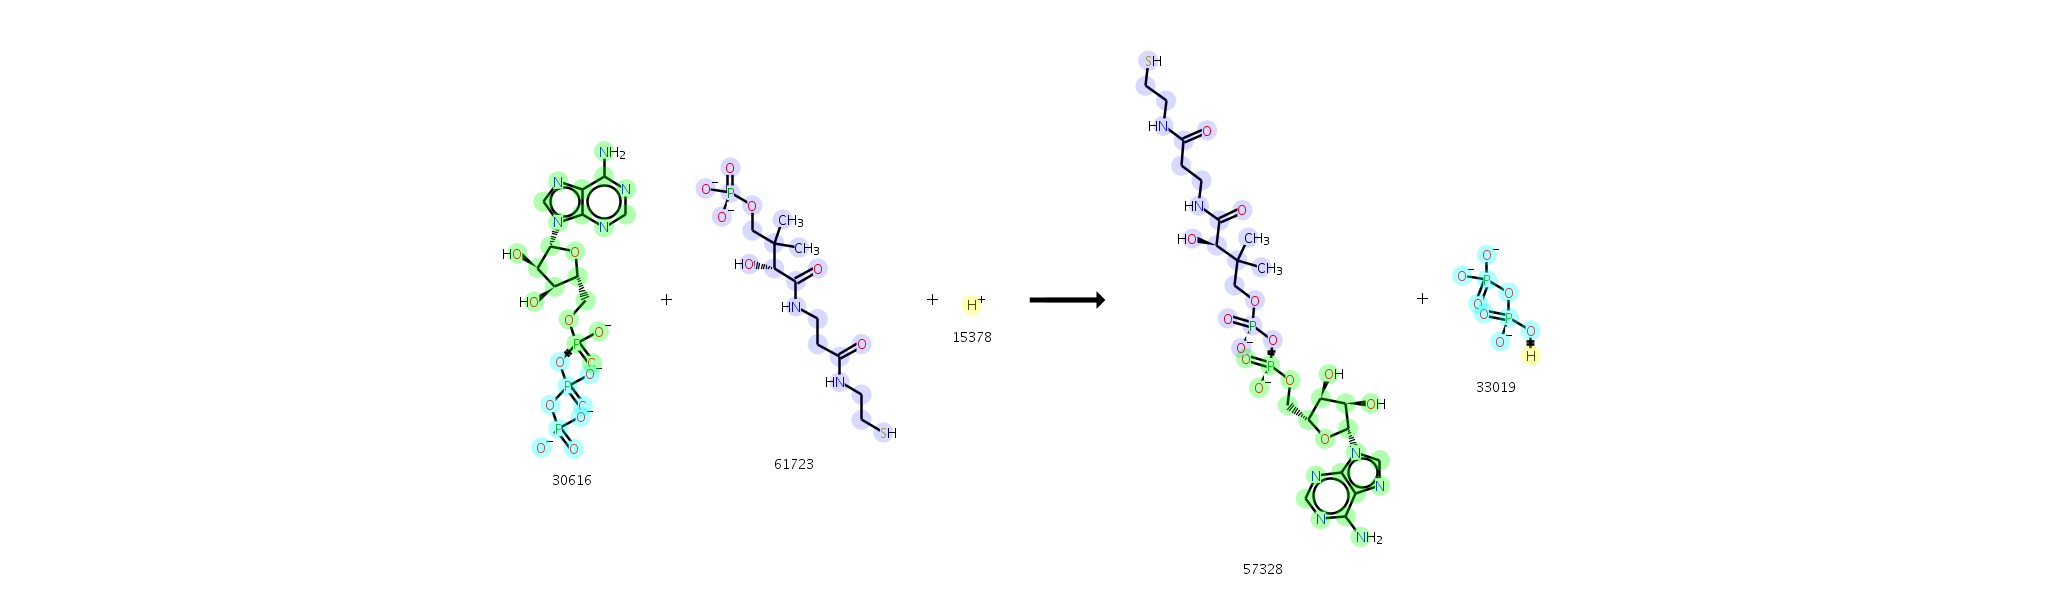 SH
HN
O
HN
O
HO
CH3
CH3
O
P
O
O−
O
O
P
O−
O
OH
OH
O
N
N
N
N
NH2
57328
NH2
N
N
N
N
HO
O
HO
O
P
O−
O
O
P
O−
O
P
O−
O−
O
30616
+
O
O−
P
O−
O
CH3
CH3
HO
O
HN
O
HN
SH
61723
+
H+
15378
+
O−
O−
P
O
O
O
P
O−
O
H
33019